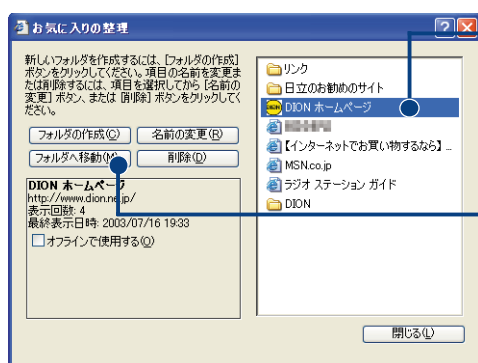 お気に入りの整理
新しいフォルダを作成するには、[フォルダの作成]
ボタンをクリックしてください。項目の名前を変更ま
たは削除するには、項目を選択してから [名前の
変更] ボタン、または [削除] ボタンをクリックしてく
ださい。
フォルダの作成(C) 名前の変更(R)
フォルダへ移動(M)... 削除(D)
DION ホームページ
http://www.dion.ne.jp/
表示回数: 4
最終表示日時: 2003/07/16 19:33
オフラインで使用する(O)
リンク
日立のお勧めのサイト
DION ホームページ
【インターネットでお買い物するなら】 ...
MSN.co.jp
ラジオ ステーション ガイド
DION
閉じる(L)